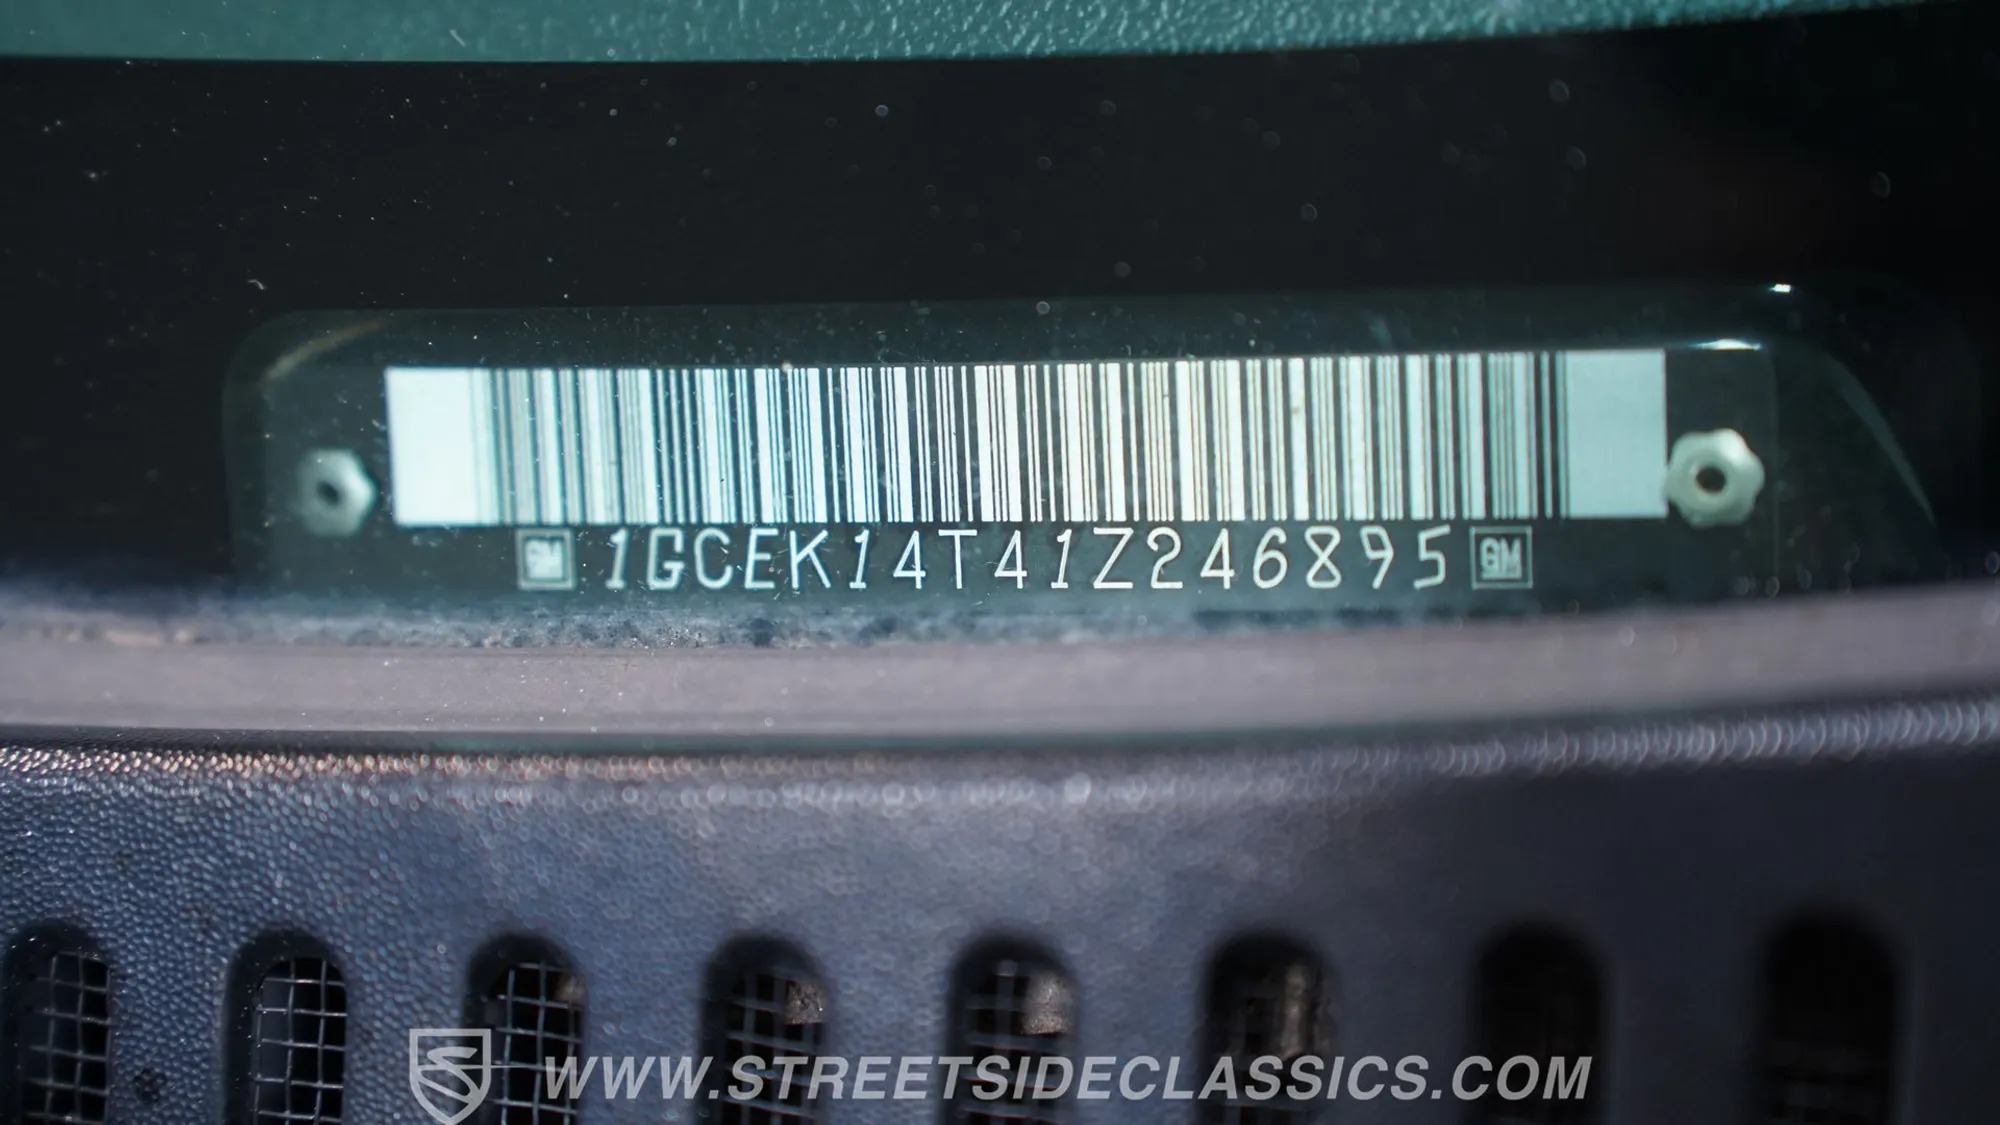 GM 1GCEK14T41Z246895 GM
WWW.STREETSIDECLASSICS.COM